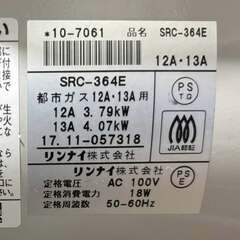 *10-7061 品名 SRC-364E
12A・13A
SRC-364E
都市ガス12A・13A用
12A 3.79kW
13A 4.07kW
17.11-057318
リンナイ株式会社
PS
TG
JIA認証
リンナイ株式会社
定格電圧 AC 100V
定格消費電力 18W
定格周波数 50-60Hz
PS
E